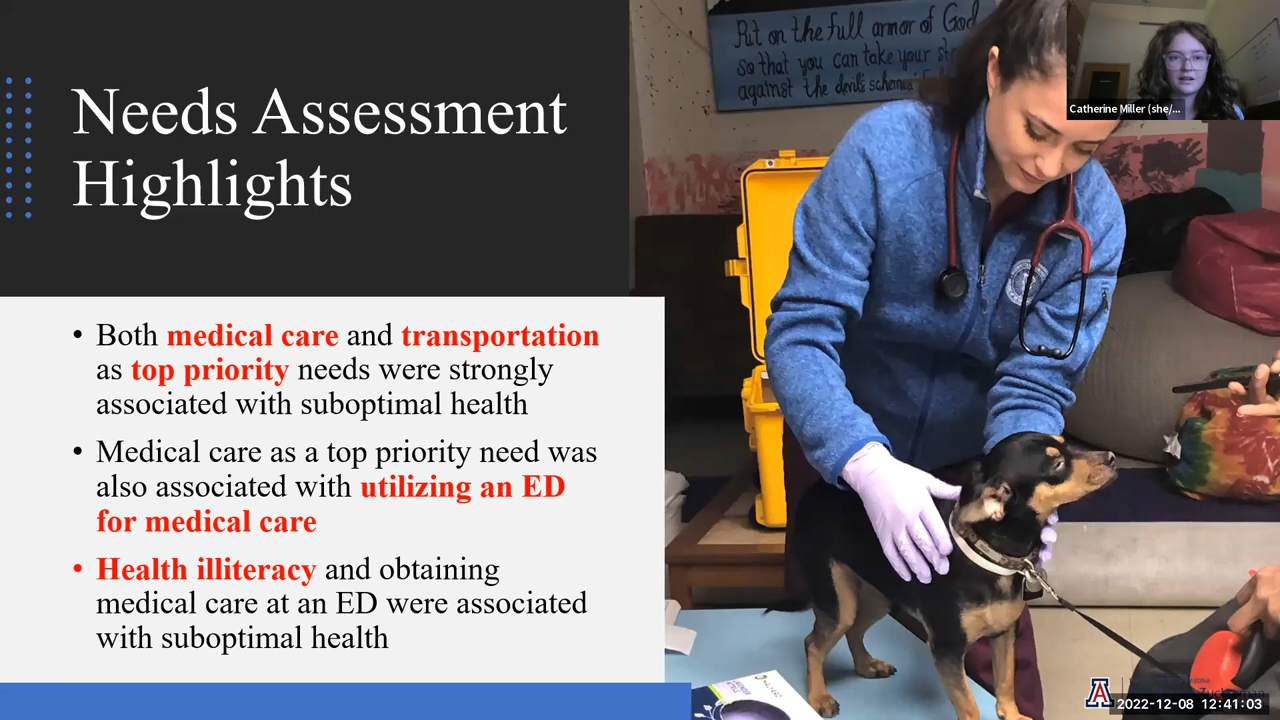 Needs Assessment
Highlights
• Both medical care and transportation
as top priority needs were strongly
associated with suboptimal health
• Medical care as a top priority need was
also associated with utilizing an ED
for medical care
• Health illiteracy and obtaining
medical care at an ED were associated
with suboptimal health
Put on the full armor of God
so that you can take your
against the devil's schemes
Catherine Miller (she/...
A
2022-12-08 12:41:03